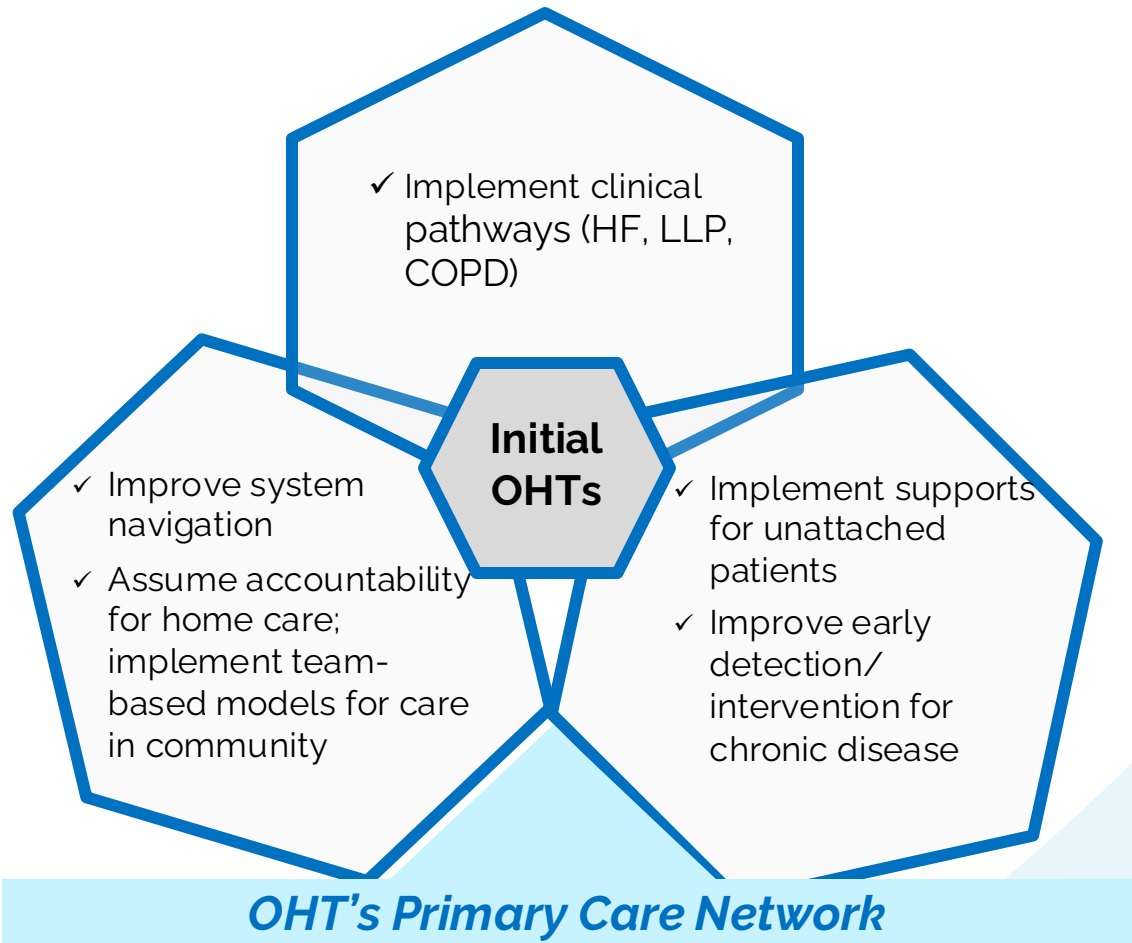 ✓ Implement clinical
pathways (HF, LLP,
COPD)
Initial
OHTs
✓ Improve system
navigation
✓ Assume accountability
for home care;
implement team-
based models for care
in community
✓ Implement supports
for unattached
patients
✓ Improve early
detection/
intervention for
chronic disease
OHT's Primary Care Network